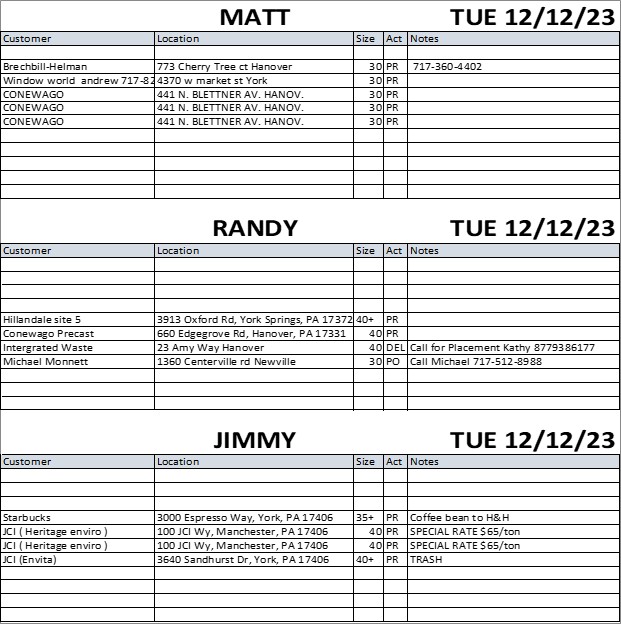 MATT TUE 12/12/23
Customer Location Size Act Notes
Brechbill-Helman 773 Cherry Tree ct Hanover 30 PR 717-360-4402
Window world andrew 717-82 4370 w market st York 30 PR
CONEWAGO 441 N. BLETTNER AV. HANOV. 30 PR
CONEWAGO 441 N. BLETTNER AV. HANOV. 30 PR
CONEWAGO 441 N. BLETTNER AV. HANOV. 30 PR
RANDY TUE 12/12/23
Customer Location Size Act Notes
Hillandale site 5 3913 Oxford Rd, York Springs, PA 17372 40+ PR
Conewago Precast 660 Edgegrove Rd, Hanover, PA 17331 40 PR
Intergrated Waste 23 Amy Way Hanover 40 DEL Call for Placement Kathy 8779386177
Michael Monnett 1360 Centerville rd Newville 30 PO Call Michael 717-512-8988
JIMMY TUE 12/12/23
Customer Location Size Act Notes
Starbucks 3000 Espresso Way, York, PA 17406 35+ PR Coffee bean to H&H
JCI ( Heritage enviro ) 100 JCI Wy, Manchester, PA 17406 40 PR SPECIAL RATE $65/ton
JCI ( Heritage enviro ) 100 JCI Wy, Manchester, PA 17406 40 PR SPECIAL RATE $65/ton
JCI (Envita) 3640 Sandhurst Dr, York, PA 17406 40+ PR TRASH